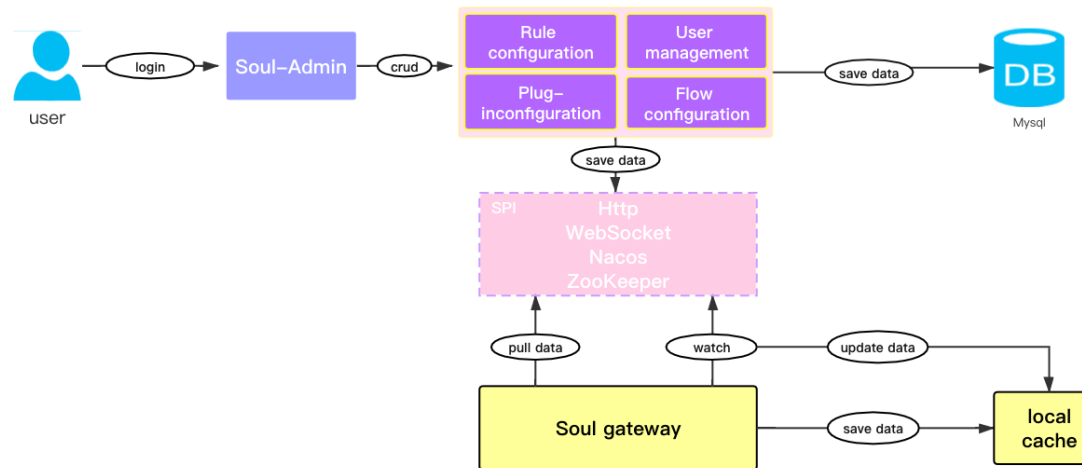 user
login
Soul-Admin
crud
Rule
configuration
User
management
Plug-
inconfiguration
Flow
configuration
save data
DB
Mysql
save data
SPI
Http
WebSocket
Nacos
ZooKeeper
pull data
watch
update data
Soul gateway
save data
local
cache